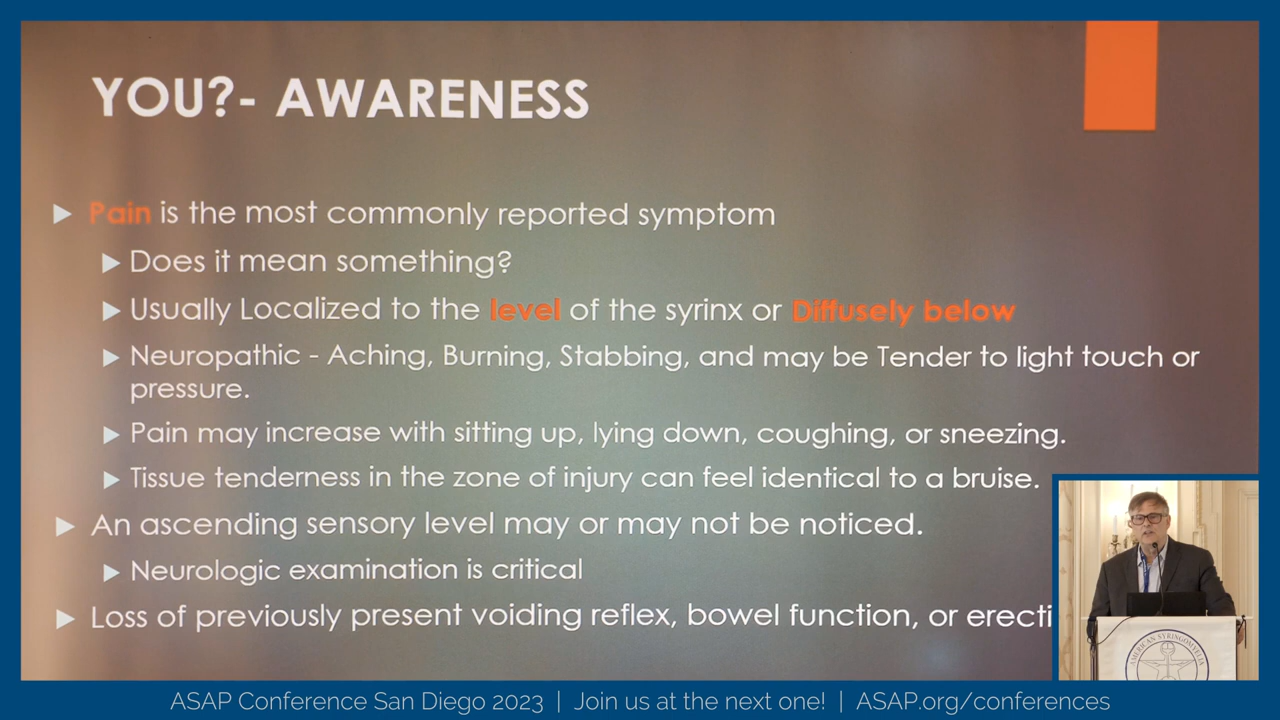 YOU?- AWARENESS
Pain is the most commonly reported symptom
Does it mean something?
Usually Localized to the level of the syrinx or Diffusely below
Neuropathic - Aching, Burning, Stabbing, and may be Tender to light touch or
pressure.
Pain may increase with sitting up, lying down, coughing, or sneezing.
Tissue tenderness in the zone of injury can feel identical to a bruise.
An ascending sensory level may or may not be noticed.
Neurologic examination is critical
Loss of previously present voiding reflex, bowel function, or erecti
AMERICAN SYRINGOMYELIA
ASAP Conference San Diego 2023 | Join us at the next one! | ASAP.org/conferences